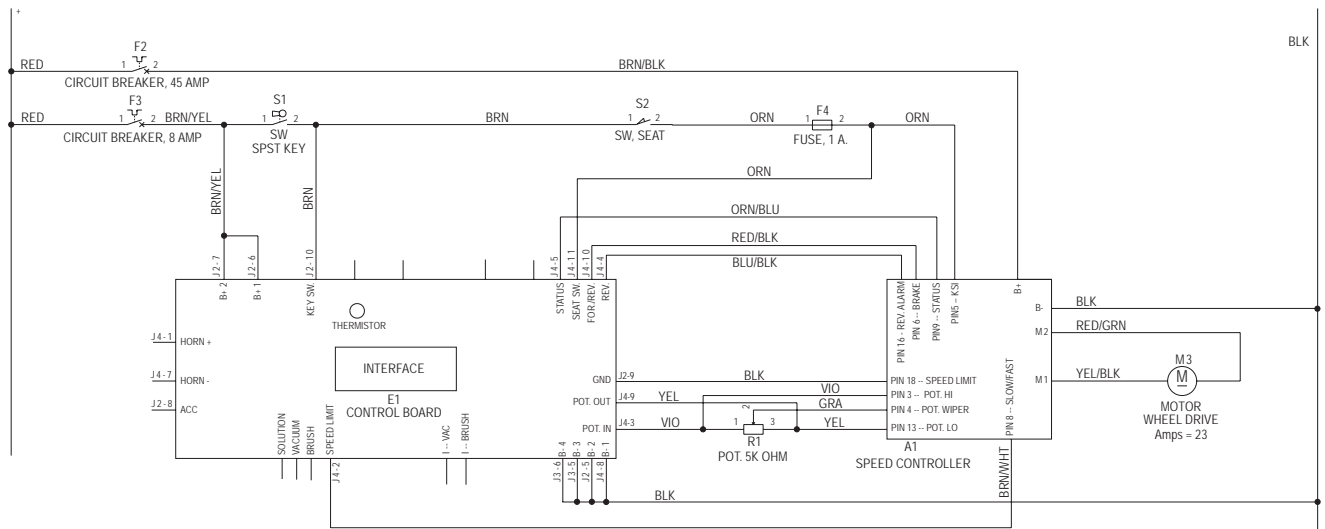 +
BLK
F2
RED
1 2
BRN/BLK
CIRCUIT BREAKER, 45 AMP
F3
S1
S2
F4
RED
1 2
BRN/YEL
1 2
BRN
1 2
ORN
1 2
ORN
CIRCUIT BREAKER, 8 AMP
SW
SPST KEY
SW, SEAT
FUSE, 1 A.
BRN/YEL
BRN
ORN
ORN/BLU
RED/BLK
BLU/BLK
J2-7
J2-6
J2-10
J4-5
J4-11
J4-10
J4-4
B+ 2
B+ 1
KEY SW.
STATUS
SEAT SW.
FOR./REV.
REV.
PIN 16 - REV. ALARM
PIN 6 -- BRAKE
PIN9 -- STATUS
PIN5 -- KSI
B+
THERMISTOR
B-
BLK
M2
RED/GRN
J4-1
HORN +
INTERFACE
M3
M
J4-7
HORN -
GND
J2-9
BLK
PIN 18 -- SPEED LIMIT
M1
YEL/BLK
VIO
PIN 3 -- POT. HI
J2-8
ACC
E1
CONTROL BOARD
POT. OUT
J4-9
YEL
GRA
PIN 4 -- POT. WIPER
MOTOR
WHEEL DRIVE
Amps = 23
POT. IN
J4-3
VIO
1 2 3
YEL
PIN 13 -- POT. LO
PIN 8 -- SLOW/FAST
R1
POT. 5K OHM
A1
SPEED CONTROLLER
SOLUTION
VACUUM
BRUSH
SPEED LIMIT
I -- VAC
I -- BRUSH
B- 4
B- 3
B- 2
B- 1
J4-2
J3-6
J3-5
J2-5
J4-8
BLK
BRN/WHT